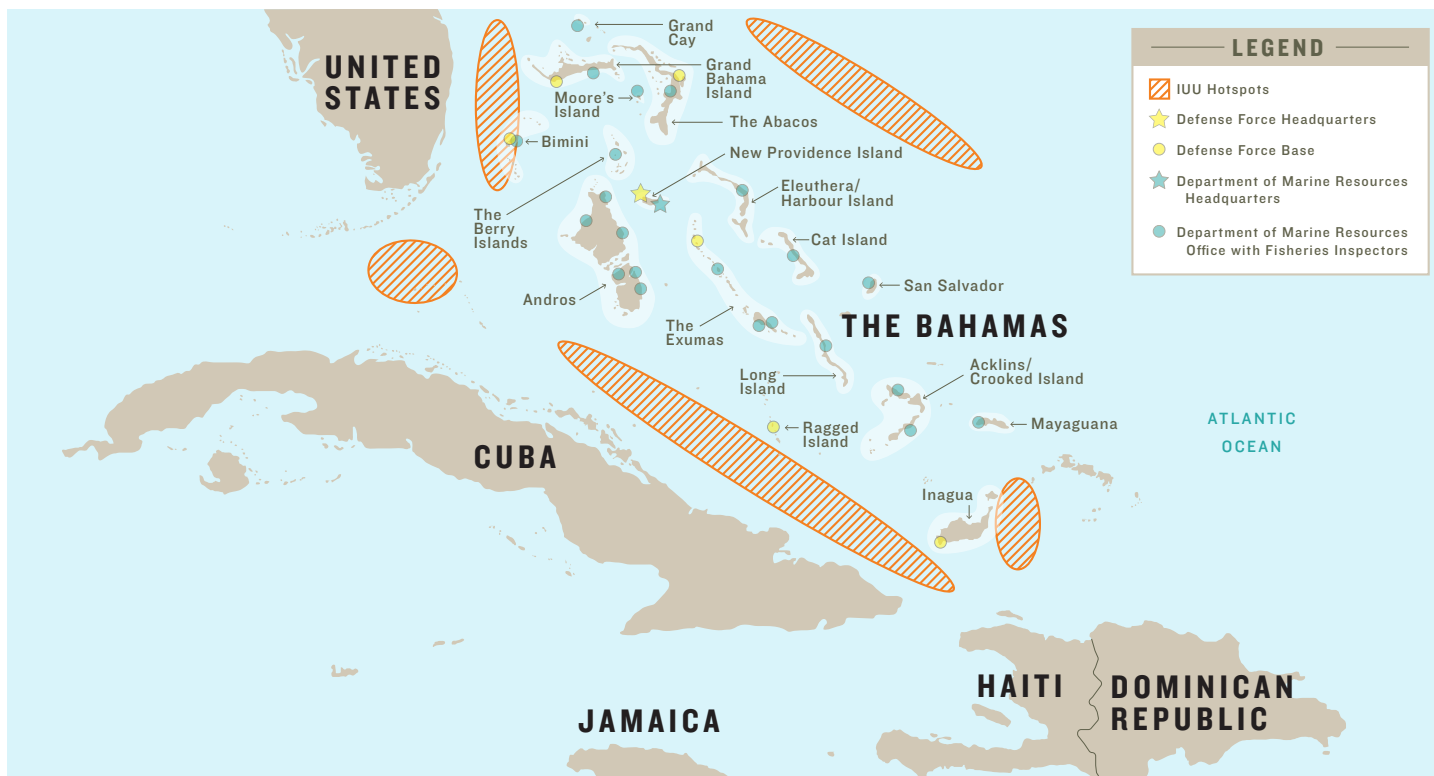 UNITED
STATES
Grand
Cay
Grand
Bahama
Island
Moore's
Island
The Abacos
Bimini
New Providence Island
The
Berry
Islands
Eleuthera/
Harbour Island
Cat Island
San Salvador
Andros
The
Exumas
THE BAHAMAS
Long
Island
Acklins/
Crooked Island
Ragged
Island
Mayaguana
Inagua
CUBA
ATLANTIC
OCEAN
HAITI
DOMINICAN
REPUBLIC
JAMAICA
LEGEND
IUU Hotspots
Defense Force Headquarters
Defense Force Base
Department of Marine Resources
Headquarters
Department of Marine Resources
Office with Fisheries Inspectors